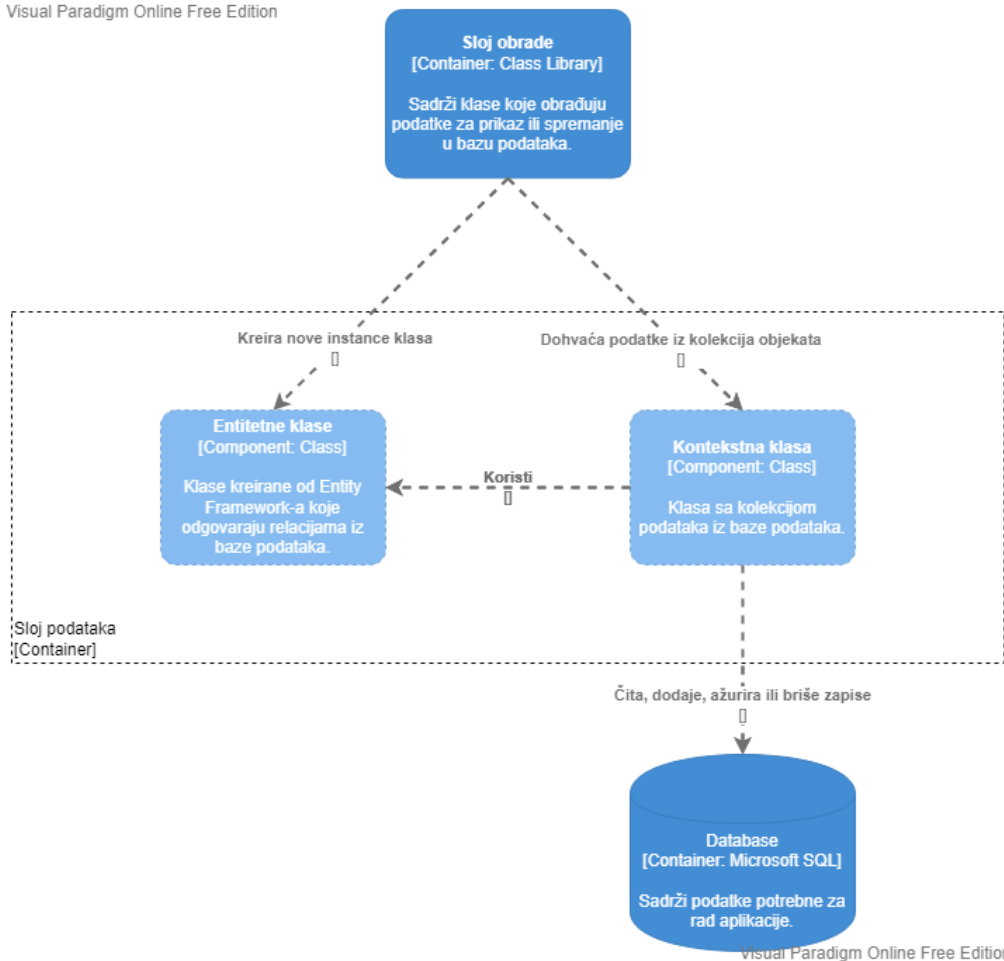 Visual Paradigm Online Free Edition
Sloj obrade
[Container: Class Library]
Sadrži klase koje obrađuju
podatke za prikaz ili spremanje
u bazu podataka.
Kreira nove instance klasa
[]
Dohvaća podatke iz kolekcija objekata
[]
Entitetne klase
[Component: Class]
Klase kreirane od Entity
Framework-a koje
odgovaraju relacijama iz
baze podataka.
Koristi
[]
Kontekstna klasa
[Component: Class]
Klasa sa kolekcijom
podataka iz baze podataka.
Sloj podataka
[Container]
Čita, dodaje, ažurira ili briše zapise
[]
Database
[Container: Microsoft SQL]
Sadrži podatke potrebne za
rad aplikacije.
Visual Paradigm Online Free Edition